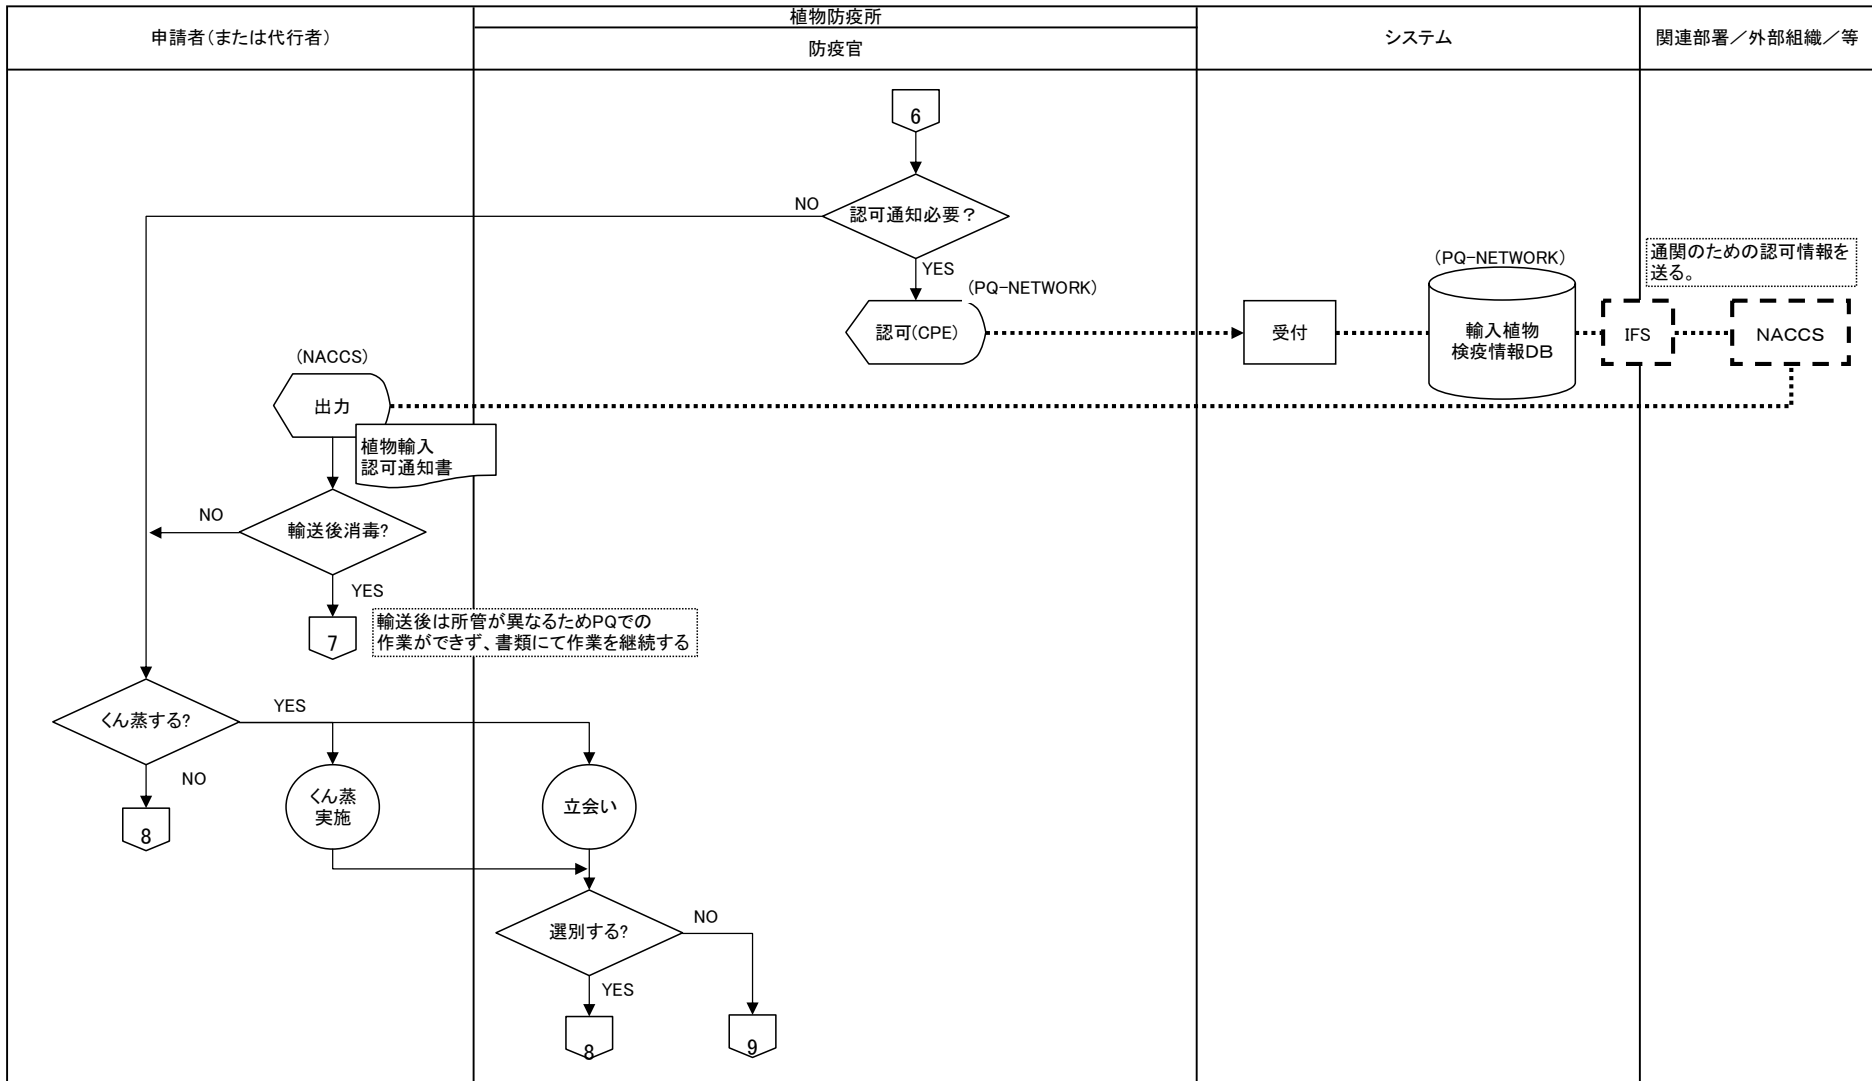 申請者(または代行者)
植物防疫所
防疫官
システム
関連部署／外部組織／等
6
認可通知必要？
NO
YES
(PQ-NETWORK)
認可(CPE)
受付
(PQ-NETWORK)
輸入植物
検疫情報DB
通関のための認可情報を
送る。
IFS
NACCS
(NACCS)
出力
植物輸入
認可通知書
輸送後消毒?
NO
YES
7
輸送後は所管が異なるためPQでの
作業ができず、書類にて作業を継続する
くん蒸する?
YES
NO
8
くん蒸
実施
立会い
選別する?
NO
YES
8
9